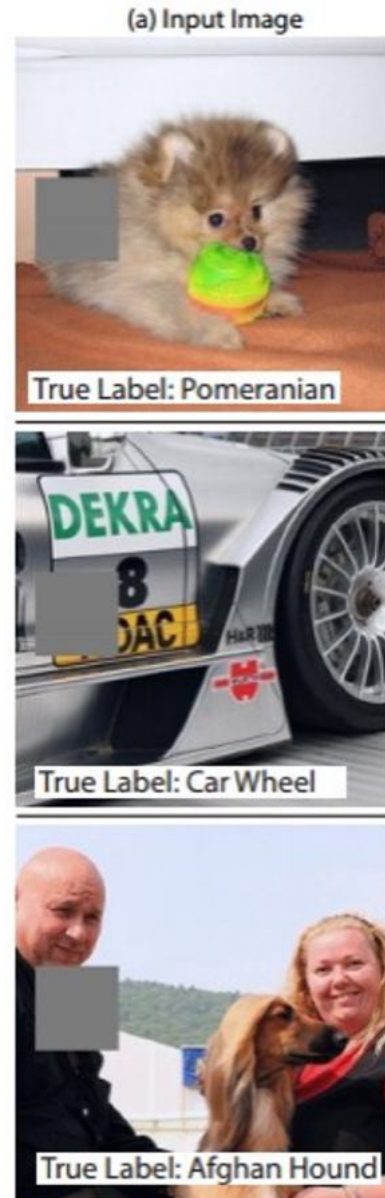 (a) Input Image
True Label: Pomeranian
DEKRA
8
DAC
H&R
True Label: Car Wheel
True Label: Afghan Hound